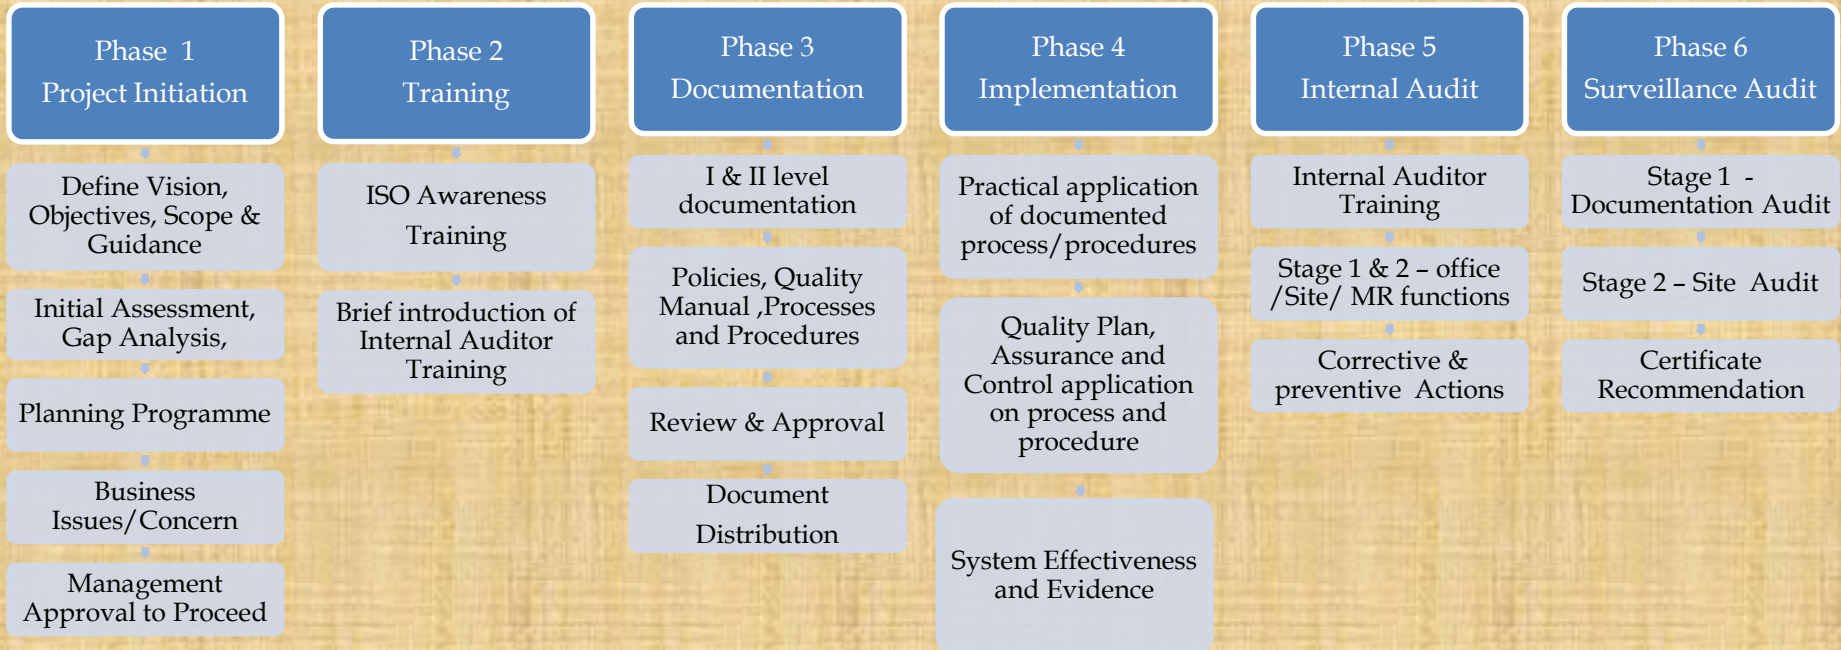 Phase 1
Project Initiation
Define Vision,
Objectives, Scope &
Guidance
Initial Assessment,
Gap Analysis,
Planning Programme
Business
Issues/Concern
Management
Approval to Proceed
Phase 2
Training
ISO Awareness
Training
Brief introduction of
Internal Auditor
Training
Phase 3
Documentation
I & II level
documentation
Policies, Quality
Manual ,Processes
and Procedures
Review & Approval
Document
Distribution
Phase 4
Implementation
Practical application
of documented
process/procedures
Quality Plan,
Assurance and
Control application
on process and
procedure
System Effectiveness
and Evidence
Phase 5
Internal Audit
Internal Auditor
Training
Stage 1 & 2 – office
/Site/ MR functions
Corrective &
preventive Actions
Phase 6
Surveillance Audit
Stage 1 -
Documentation Audit
Stage 2 – Site Audit
Certificate
Recommendation